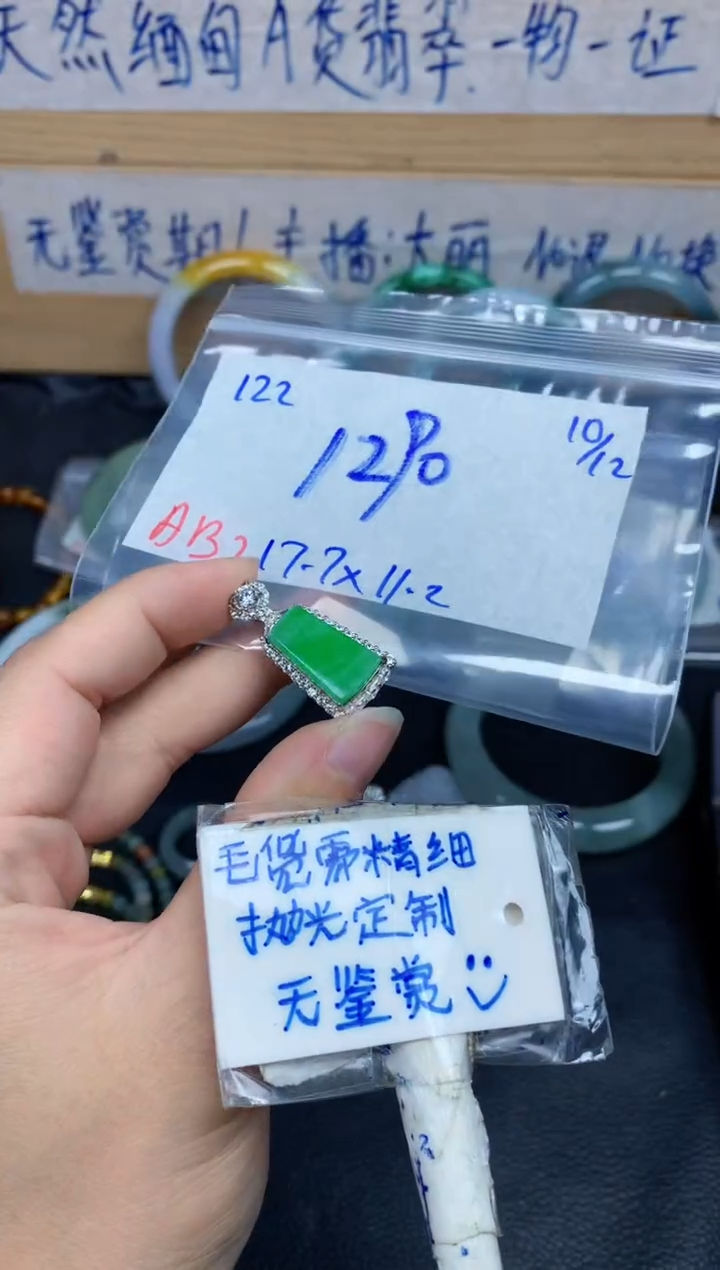 天然缅甸A货翡翠一物一证
无鉴赏期！主播:大丽
122
10/12
AB
17.7x11.2
毛货需精细
抛光定制
无鉴赏